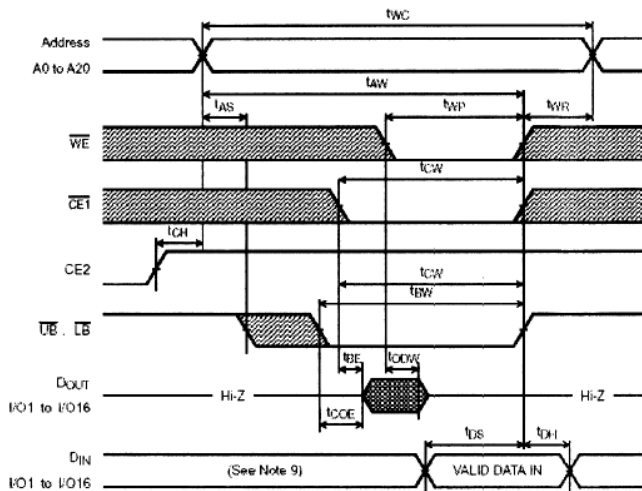 tWC
Address
A0 to A20
tAW
tAS
tWP
tWR
WE
tCW
CE1
tCH
CE2
tCW
tBW
UB , LB
tBE
tODW
DOUT
Hi-Z
Hi-Z
I/O1 to I/O16
tCOE
tDS
tDH
DIN
(See Note 9)
VALID DATA IN
I/O1 to I/O16